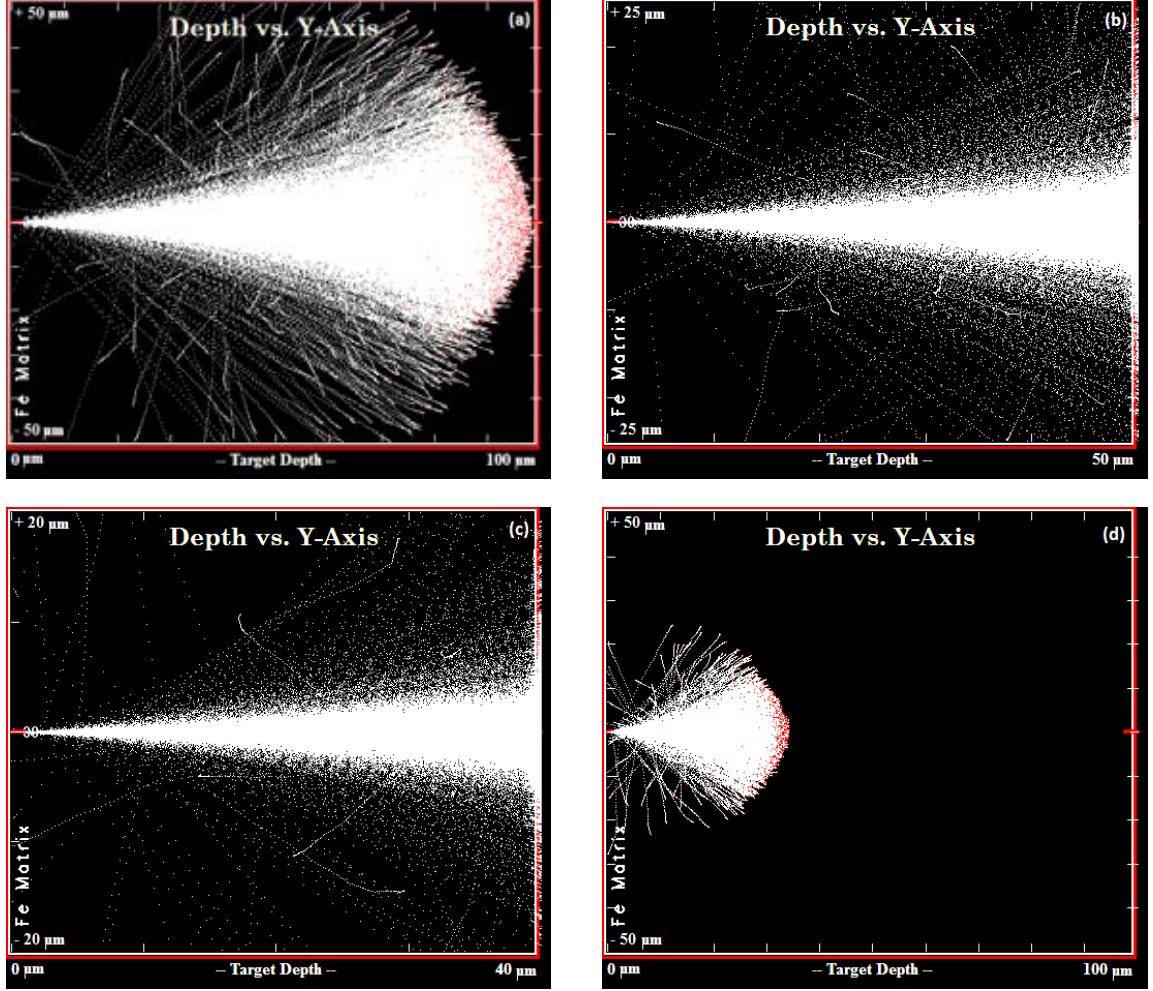 + 50 µm
Depth vs. Y-Axis
(a)
Fe Matrix
- 50 µm
0 µm
-- Target Depth --
100 µm
+ 25 µm
Depth vs. Y-Axis
(b)
Fe Matrix
- 25 µm
0 µm
-- Target Depth --
50 µm
+ 20 µm
Depth vs. Y-Axis
(c)
Fe Matrix
- 20 µm
0 µm
-- Target Depth --
40 µm
+ 50 µm
Depth vs. Y-Axis
(d)
Fe Matrix
- 50 µm
0 µm
-- Target Depth --
100 µm